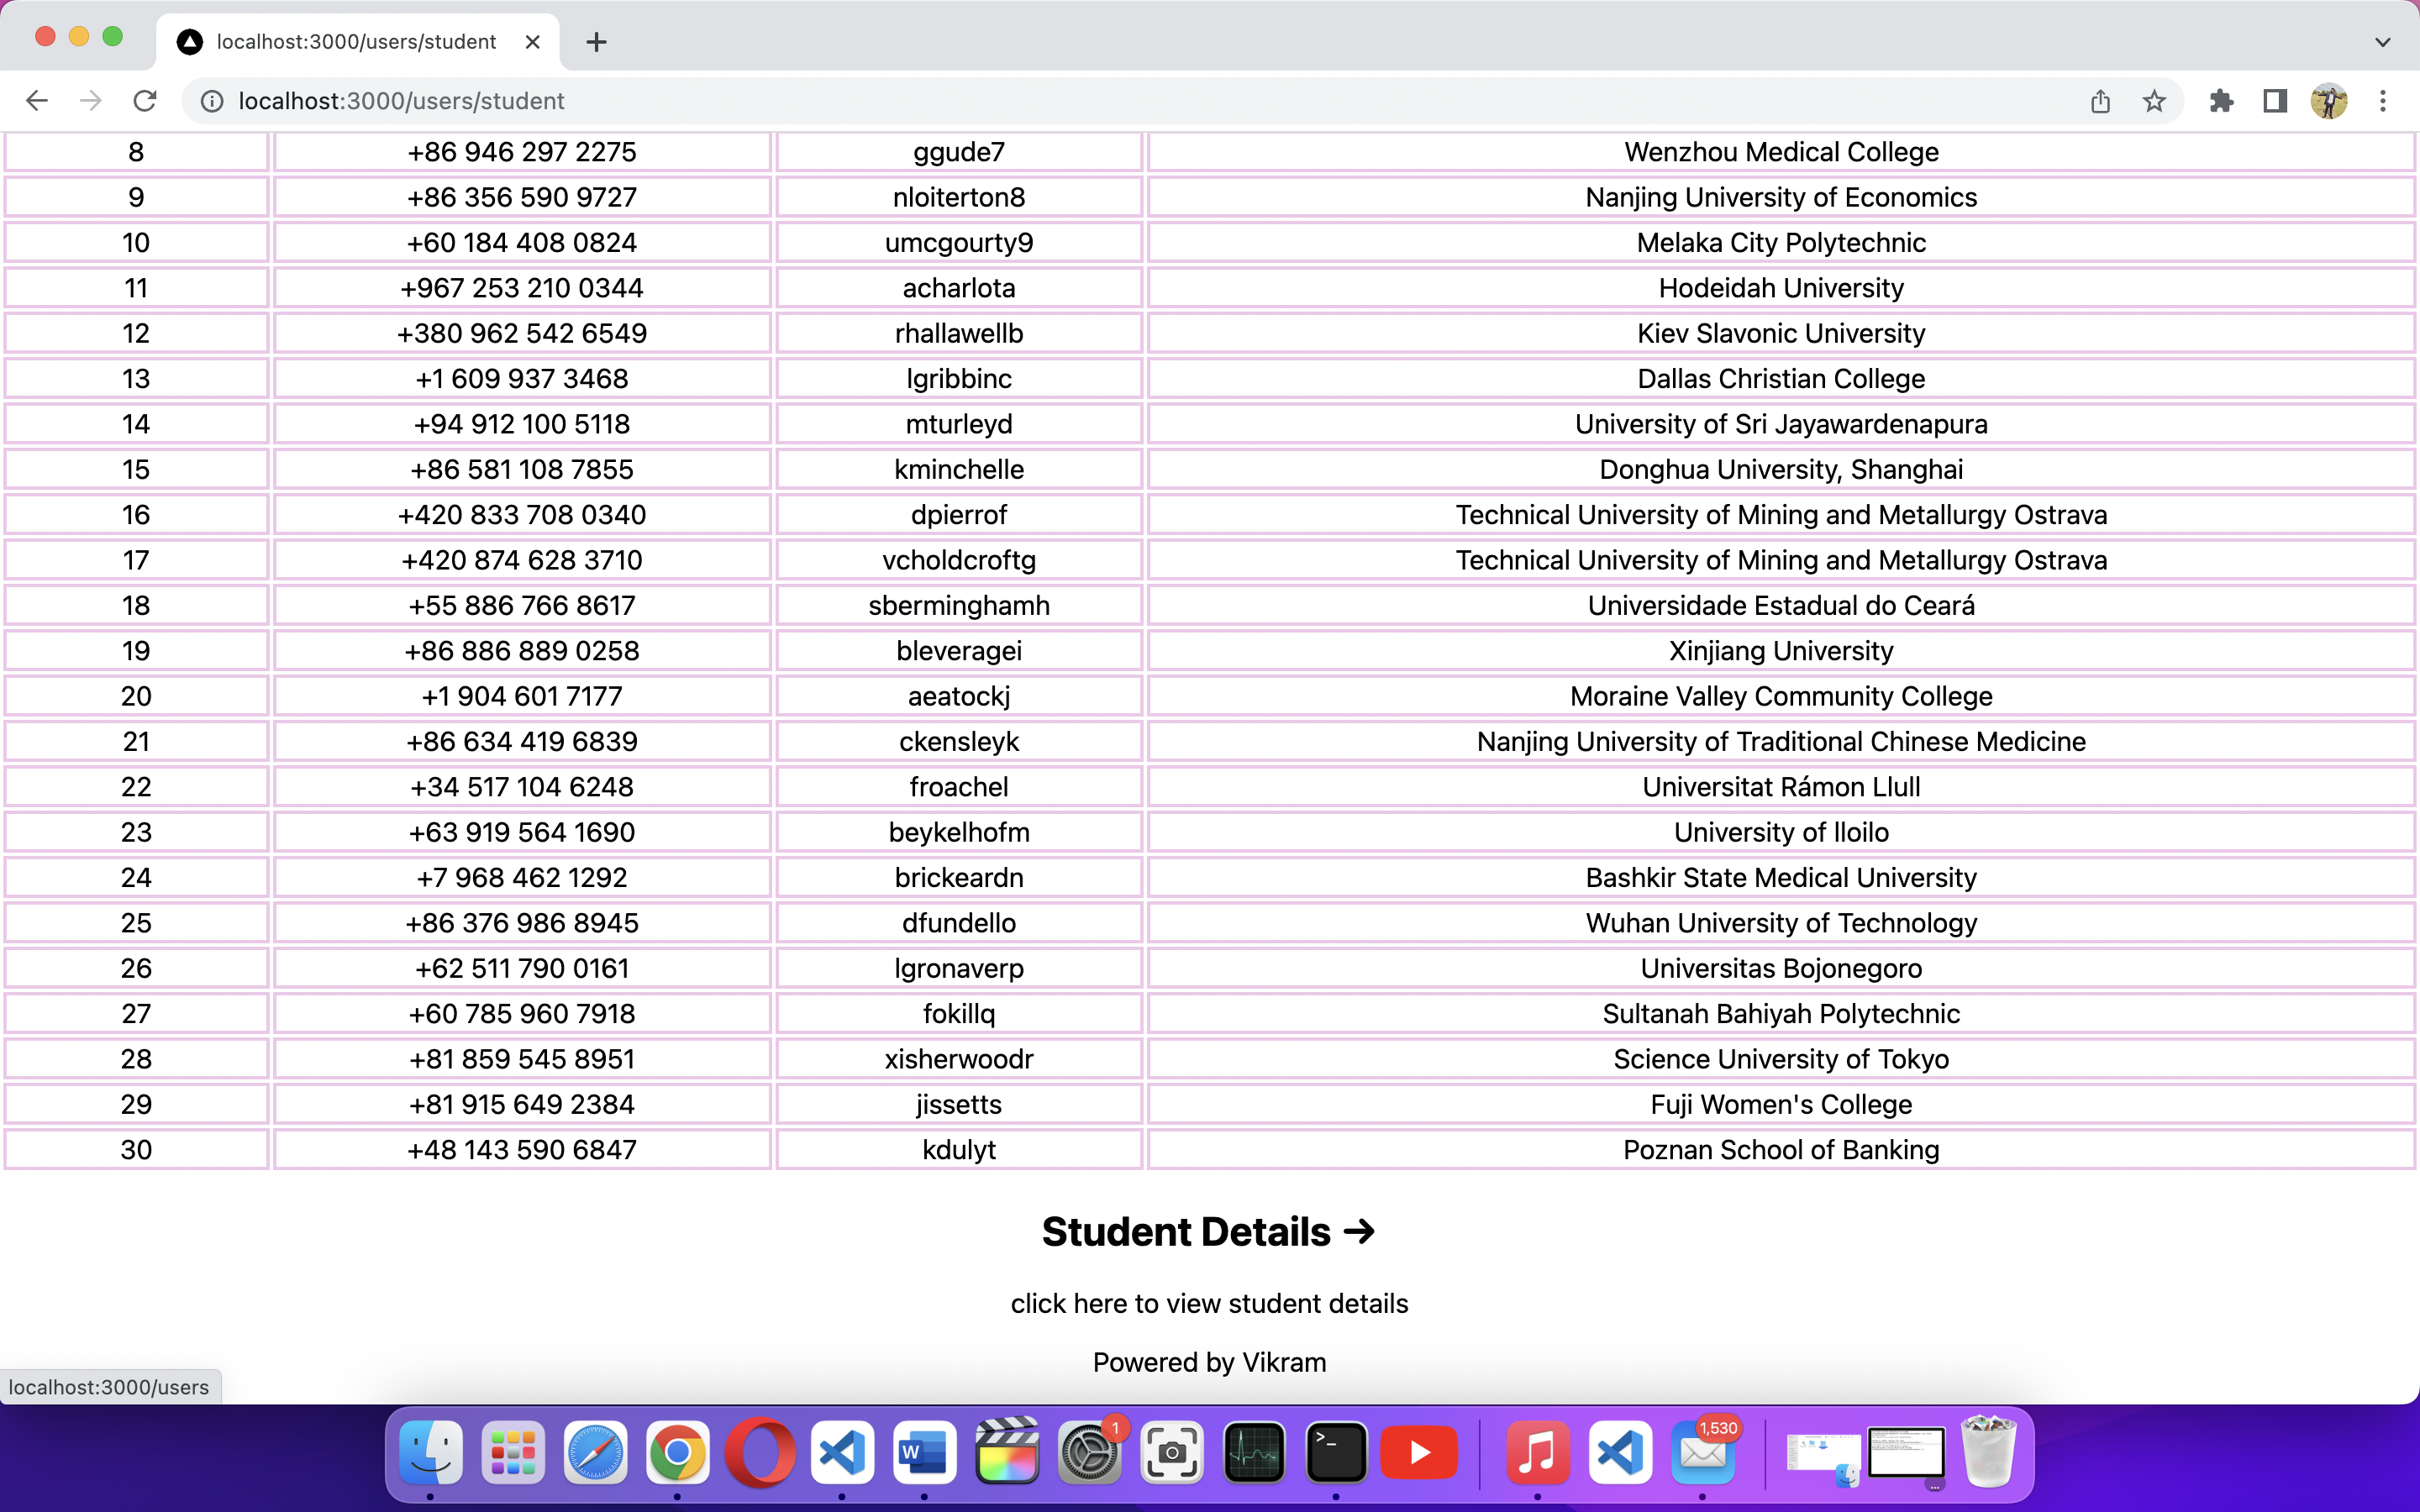 localhost:3000/users/student
localhost:3000/users/student
8 +86 946 297 2275 ggude7 Wenzhou Medical College
9 +86 356 590 9727 nloiterton8 Nanjing University of Economics
10 +60 184 408 0824 umcgourty9 Melaka City Polytechnic
11 +967 253 210 0344 acharlota Hodeidah University
12 +380 962 542 6549 rhallawellb Kiev Slavonic University
13 +1 609 937 3468 lgribbinc Dallas Christian College
14 +94 912 100 5118 mturleyd University of Sri Jayawardenapura
15 +86 581 108 7855 kminchelle Donghua University, Shanghai
16 +420 833 708 0340 dpierrof Technical University of Mining and Metallurgy Ostrava
17 +420 874 628 3710 vcholdcroftg Technical University of Mining and Metallurgy Ostrava
18 +55 886 766 8617 sberminghamh Universidade Estadual do Ceará
19 +86 886 889 0258 bleveragei Xinjiang University
20 +1 904 601 7177 aeatockj Moraine Valley Community College
21 +86 634 419 6839 ckensleyk Nanjing University of Traditional Chinese Medicine
22 +34 517 104 6248 froachel Universitat Rámon Llull
23 +63 919 564 1690 beykelhofm University of Iloilo
24 +7 968 462 1292 brickeardn Bashkir State Medical University
25 +86 376 986 8945 dfundello Wuhan University of Technology
26 +62 511 790 0161 lgronaverp Universitas Bojonegoro
27 +60 785 960 7918 fokillq Sultanah Bahiyah Polytechnic
28 +81 859 545 8951 xisherwoodr Science University of Tokyo
29 +81 915 649 2384 jissetts Fuji Women's College
30 +48 143 590 6847 kdulyt Poznan School of Banking
Student Details →
click here to view student details
Powered by Vikram
localhost:3000/users
W
1
>_
1,530